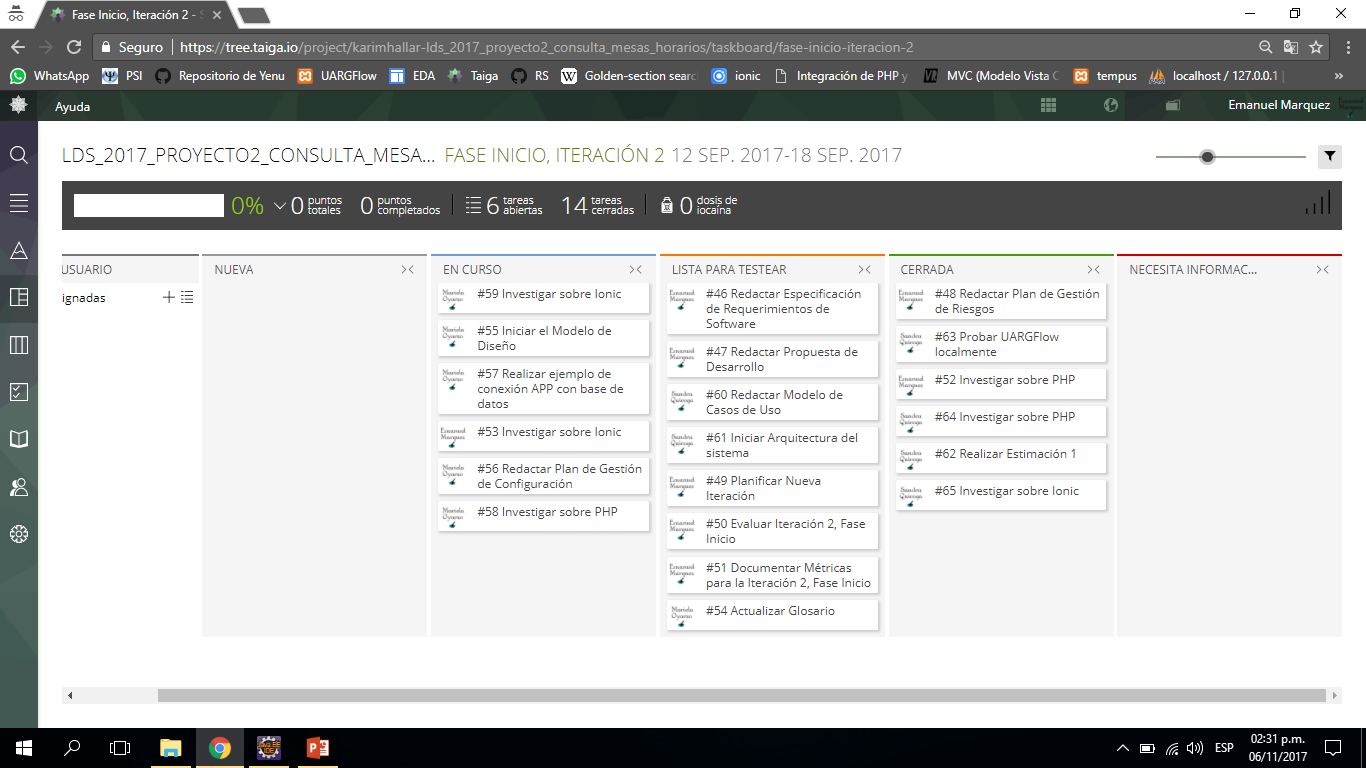 Fase Inicio, Iteración 2 - S
Seguro
https://tree.taiga.io/project/karimhallar-lds_2017_proyecto2_consulta_mesas_horarios/taskboard/fase-inicio-iteracion-2
WhatsApp PSI Repositorio de Yenu UARGFlow EDA Taiga RS Golden-section searc ionic Integración de PHP y MVC (Modelo Vista C tempus localhost / 127.0.0.1 |
Ayuda
Emanuel Marquez
LDS_2017_PROYECTO2_CONSULTA_MESA... FASE INICIO, ITERACIÓN 2 12 SEP. 2017-18 SEP. 2017
0%
0 puntos totales
0 puntos completados
6 tareas abiertas
14 tareas cerradas
0 dosis de iocaína
USUARIO
ignadas
NUEVA
EN CURSO
#59 Investigar sobre Ionic
#55 Iniciar el Modelo de
Diseño
#57 Realizar ejemplo de
conexión APP con base de
datos
#53 Investigar sobre Ionic
#56 Redactar Plan de Gestión
de Configuración
#58 Investigar sobre PHP
LISTA PARA TESTEAR
#46 Redactar Especificación
de Requerimientos de
Software
#47 Redactar Propuesta de
Desarrollo
#60 Redactar Modelo de
Casos de Uso
#61 Iniciar Arquitectura del
sistema
#49 Planificar Nueva
Iteración
#50 Evaluar Iteración 2, Fase
Inicio
#51 Documentar Métricas
para la Iteración 2, Fase Inicio
#54 Actualizar Glosario
CERRADA
#48 Redactar Plan de Gestión
de Riesgos
#63 Probar UARGFlow
localmente
#52 Investigar sobre PHP
#64 Investigar sobre PHP
#62 Realizar Estimación 1
#65 Investigar sobre Ionic
NECESITA INFORMAC...
ESP
02:31 p.m.
06/11/2017